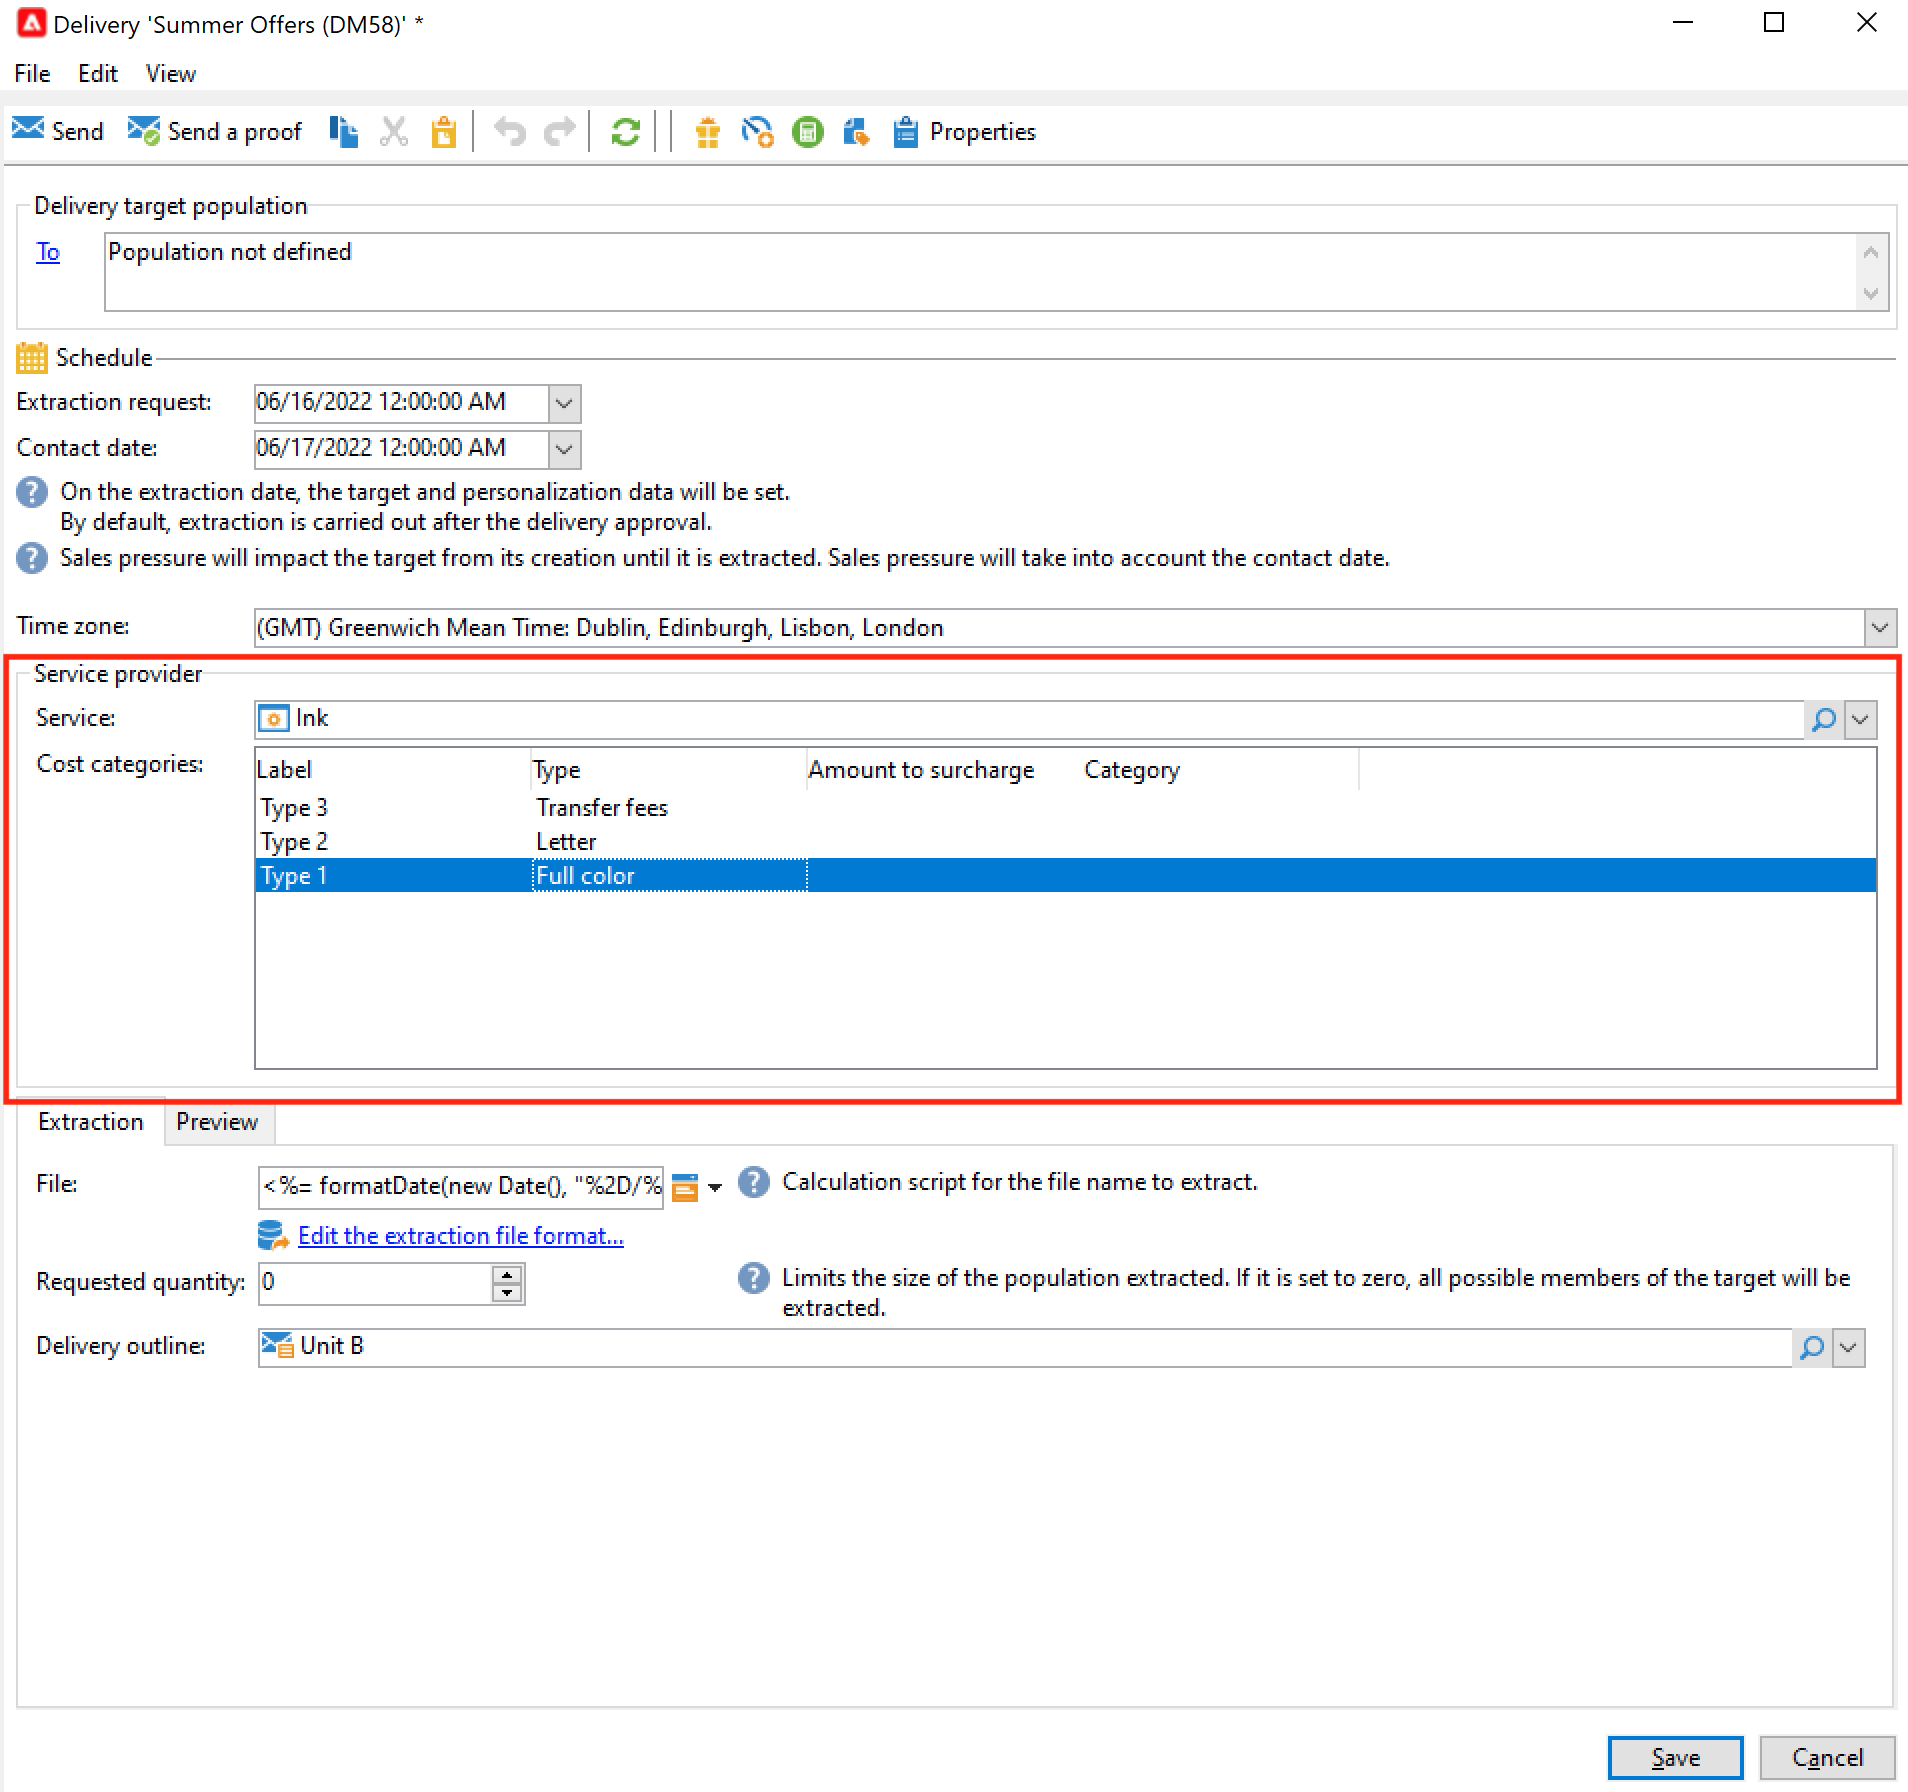 Delivery 'Summer Offers (DM58)' *
File Edit View
Send Send a proof Properties
Delivery target population
To Population not defined
Schedule
Extraction request: 06/16/2022 12:00:00 AM
Contact date: 06/17/2022 12:00:00 AM
? On the extraction date, the target and personalization data will be set.
By default, extraction is carried out after the delivery approval.
? Sales pressure will impact the target from its creation until it is extracted. Sales pressure will take into account the contact date.
Time zone: (GMT) Greenwich Mean Time: Dublin, Edinburgh, Lisbon, London
Service provider
Service: Ink
Cost categories: Label Type Amount to surcharge Category
Type 3 Transfer fees
Type 2 Letter
Type 1 Full color
Extraction Preview
File: <%= formatDate(new Date(), "%2D/% ? Calculation script for the file name to extract.
Edit the extraction file format...
Requested quantity: 0 ? Limits the size of the population extracted. If it is set to zero, all possible members of the target will be
extracted.
Delivery outline: Unit B
Save Cancel